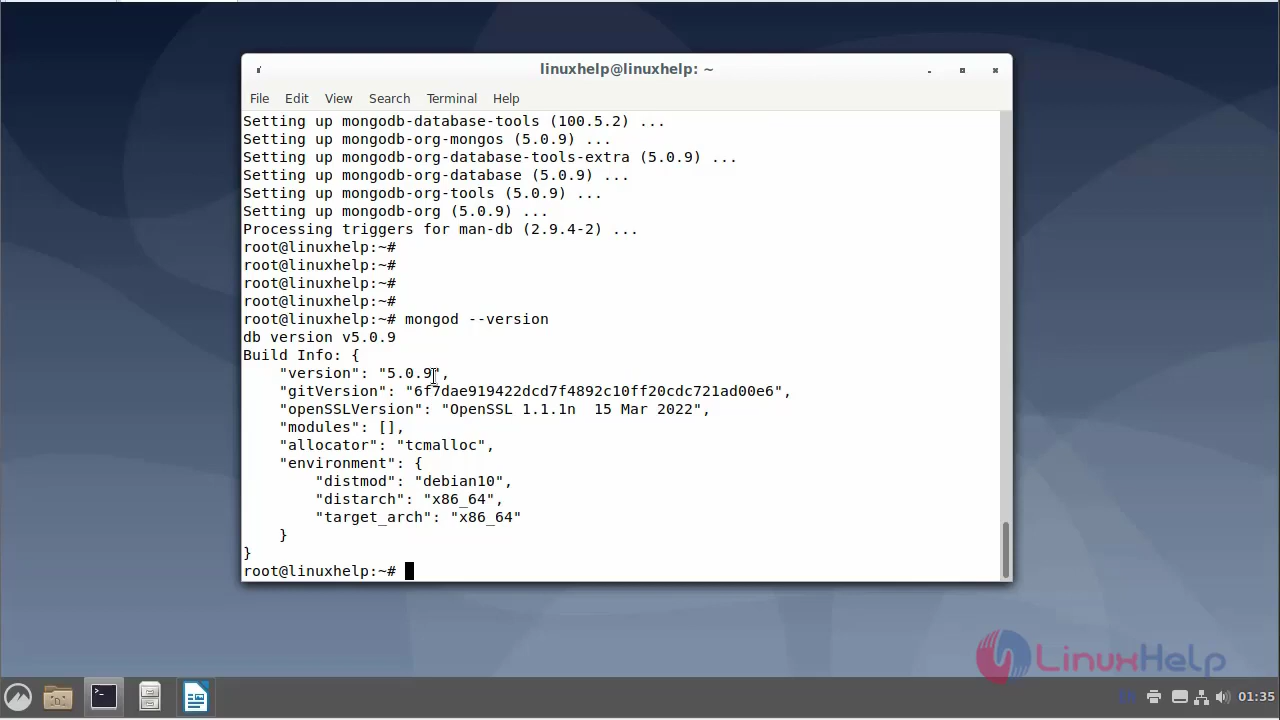 linuxhelp@linuxhelp: ~
File Edit View Search Terminal Help
Setting up mongodb-database-tools (100.5.2) ...
Setting up mongodb-org-mongos (5.0.9) ...
Setting up mongodb-org-database-tools-extra (5.0.9) ...
Setting up mongodb-org-database (5.0.9) ...
Setting up mongodb-org-tools (5.0.9) ...
Setting up mongodb-org (5.0.9) ...
Processing triggers for man-db (2.9.4-2) ...
root@linuxhelp:~#
root@linuxhelp:~#
root@linuxhelp:~#
root@linuxhelp:~#
root@linuxhelp:~# mongod --version
db version v5.0.9
Build Info: {
    "version": "5.0.9",
    "gitVersion": "6f7dae919422dcd7f4892c10ff20cdc721ad00e6",
    "openSSLVersion": "OpenSSL 1.1.1n  15 Mar 2022",
    "modules": [],
    "allocator": "tcmalloc",
    "environment": {
        "distmod": "debian10",
        "distarch": "x86_64",
        "target_arch": "x86_64"
    }
}
root@linuxhelp:~#
LinuxHelp
01:35